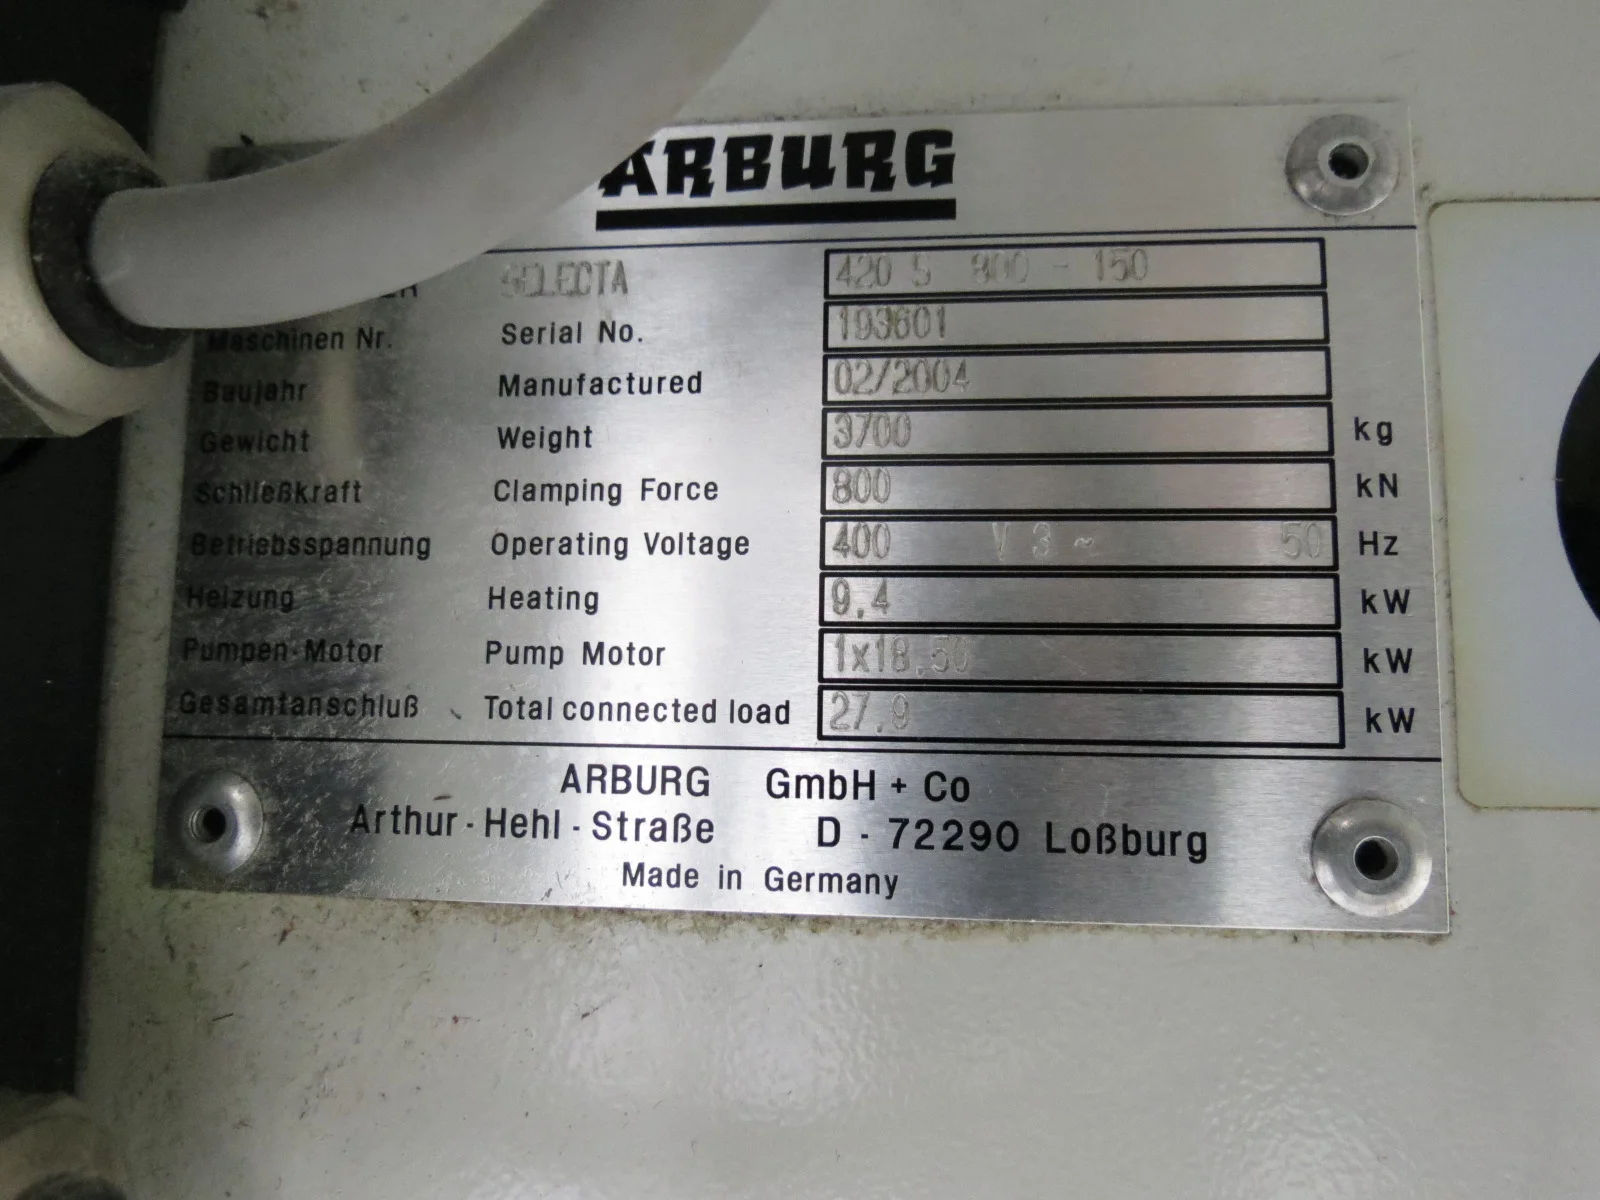 ARBURG
SELECTA 420 S 800 - 150
Maschinen Nr. Serial No. 193601
Baujahr Manufactured 02/2004
Gewicht Weight 3700 kg
Schließkraft Clamping Force 800 kN
Betriebsspannung Operating Voltage 400 V 3 ~ 50 Hz
Heizung Heating 9.4 kW
Pumpen-Motor Pump Motor 1x18.50 kW
Gesamtanschluß Total connected load 27.9 kW
ARBURG GmbH + Co
Arthur - Hehl - Straße D - 72290 Loßburg
Made in Germany